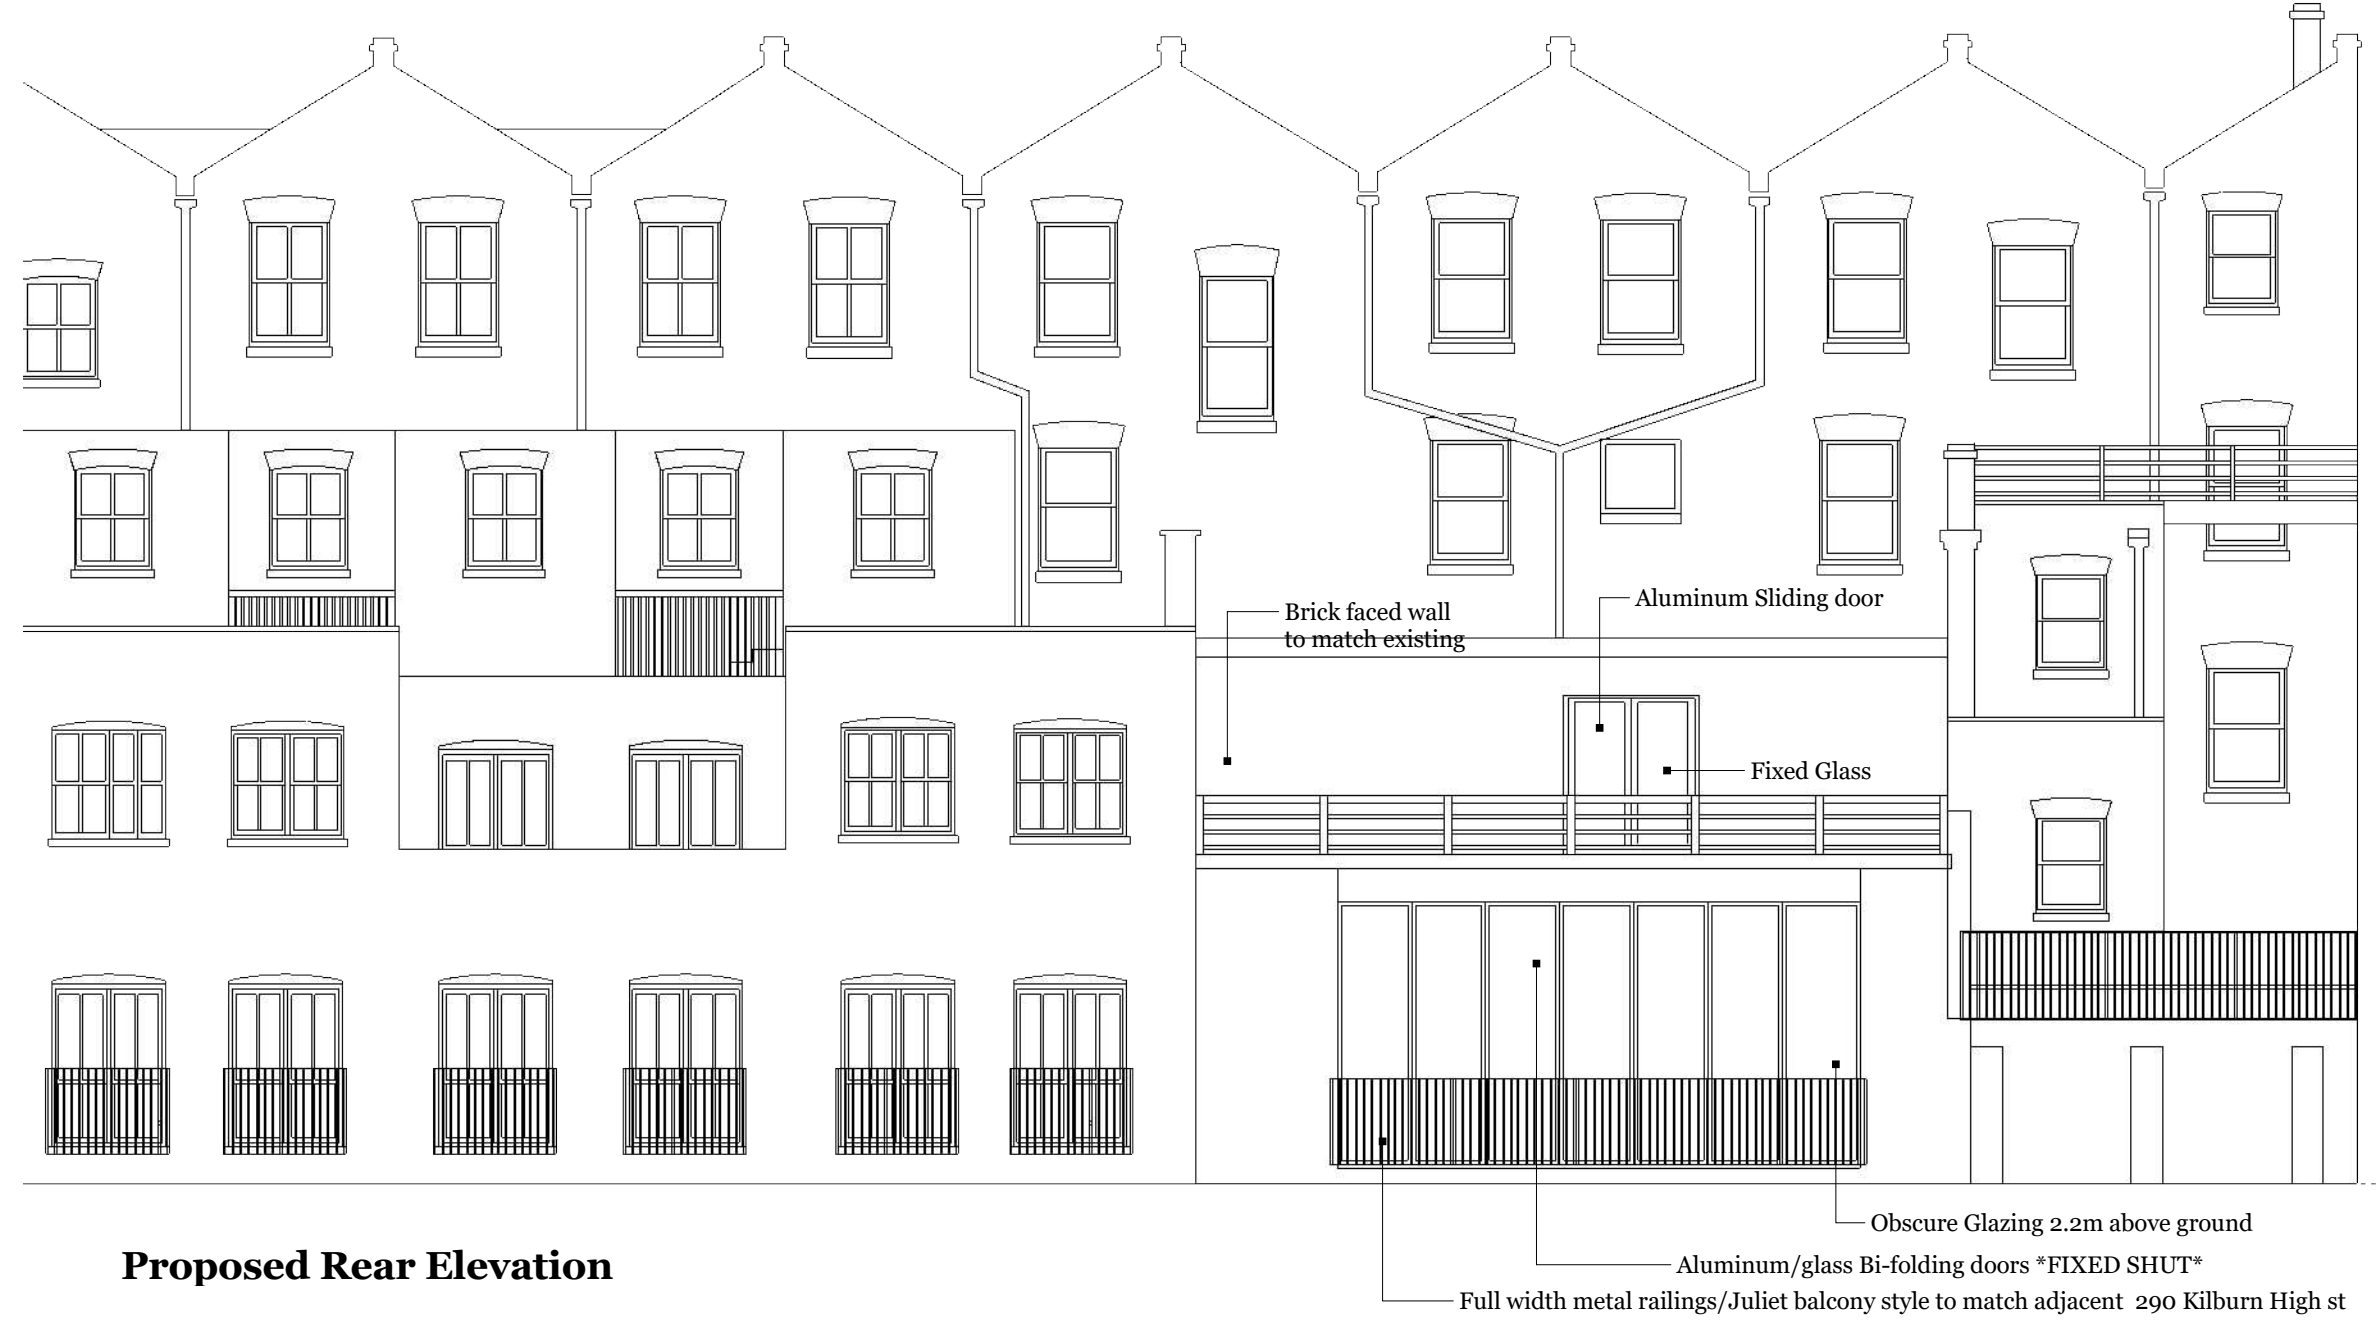 Brick faced wall
to match existing
Aluminum Sliding door
Fixed Glass
Obscure Glazing 2.2m above ground
Aluminum/glass Bi-folding doors *FIXED SHUT*
Full width metal railings/Juliet balcony style to match adjacent 290 Kilburn High st
Proposed Rear Elevation